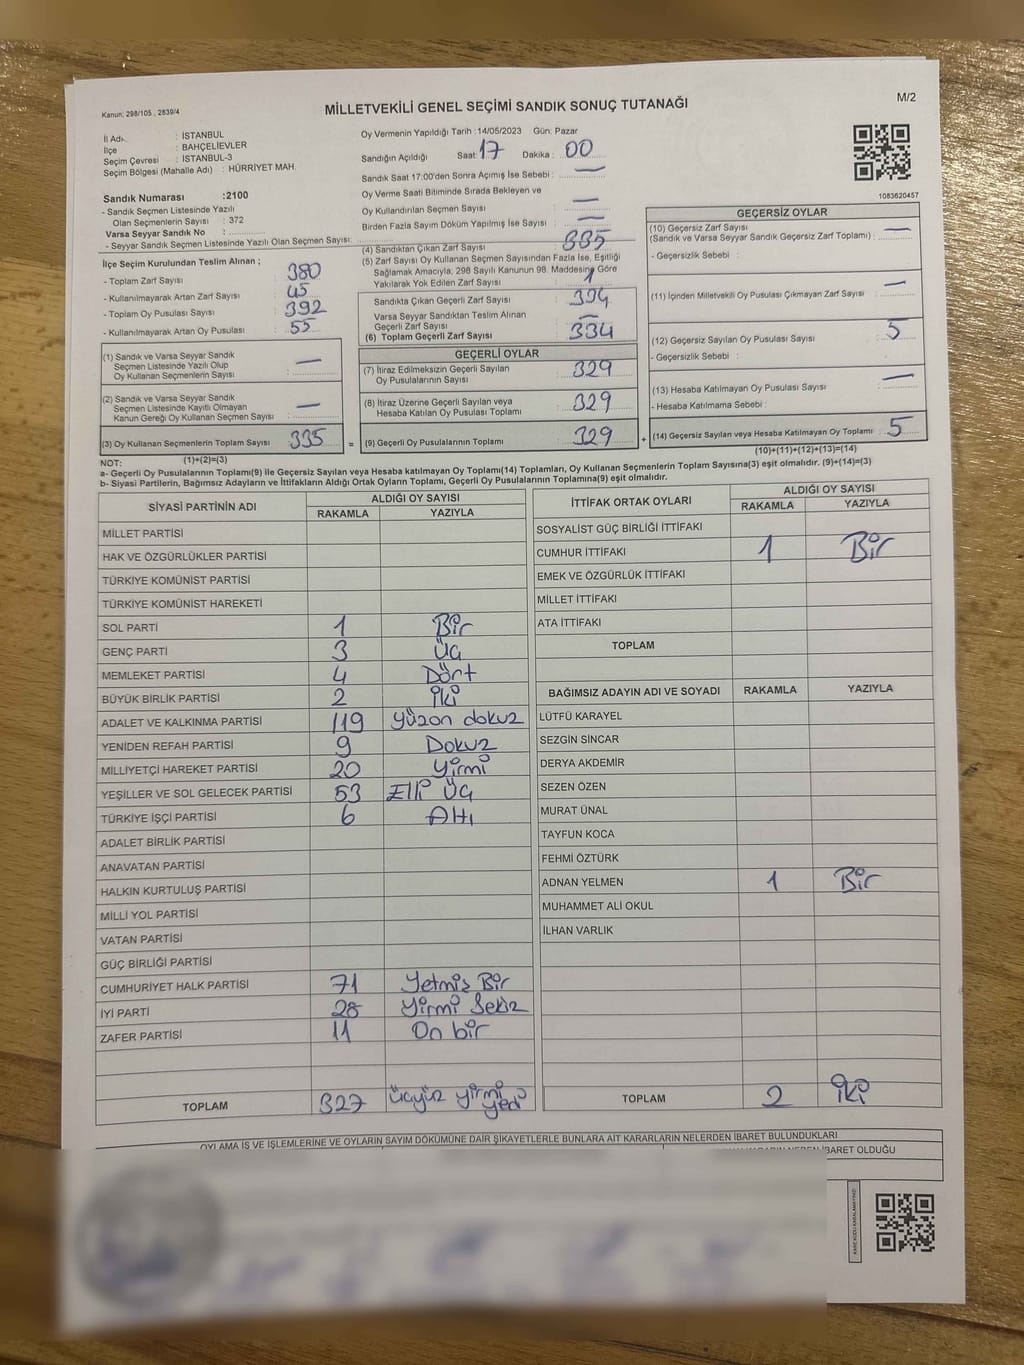 Kanun; 298/105 , 2839/4
MİLLETVEKİLİ GENEL SEÇİMİ SANDIK SONUÇ TUTANAĞI
M/2
İl Adı : İSTANBUL
İlçe : BAHÇELİEVLER
Seçim Çevresi : İSTANBUL-3
Seçim Bölgesi (Mahalle Adı) : HÜRRİYET MAH.
Sandık Numarası :2100
- Sandık Seçmen Listesinde Yazılı
Olan Seçmenlerin Sayısı : 372
Varsa Seyyar Sandık No :
- Seyyar Sandık Seçmen Listesinde Yazılı Olan Seçmen Sayısı:
İlçe Seçim Kurulundan Teslim Alınan ;
- Toplam Zarf Sayısı : 380
- Kullanılmayarak Artan Zarf Sayısı : 45
- Toplam Oy Pusulası Sayısı : 392
- Kullanılmayarak Artan Oy Pusulası : 55
(1) Sandık ve Varsa Seyyar Sandık
Seçmen Listesinde Yazılı Olup
Oy Kullanan Seçmenlerin Sayısı : —
(2) Sandık ve Varsa Seyyar Sandık
Seçmen Listesinde Kayıtlı Olmayan
Kanun Gereği Oy Kullanan Seçmen Sayısı : —
(3) Oy Kullanan Seçmenlerin Toplam Sayısı : 335
(1)+(2)=(3)
Oy Vermenin Yapıldığı Tarih : 14/05/2023 Gün: Pazar
Sandığın Açıldığı Saat: 17 Dakika : 00
Sandık Saat 17:00'den Sonra Açımış İse Sebebi : —
Oy Verme Saati Bitiminde Sırada Bekleyen ve
Oy Kullandırılan Seçmen Sayısı : —
Birden Fazla Sayım Döküm Yapılmış İse Sayısı : —
(4) Sandıktan Çıkan Zarf Sayısı : 335
(5) Zarf Sayısı Oy Kullanan Seçmen Sayısından Fazla İse, Eşitliği
Sağlamak Amacıyla, 298 Sayılı Kanunun 98. Maddesine Göre
Yakılarak Yok Edilen Zarf Sayısı : 1
Sandıkta Çıkan Geçerli Zarf Sayısı : 334
Varsa Seyyar Sandıktan Teslim Alınan
Geçerli Zarf Sayısı : —
(6) Toplam Geçerli Zarf Sayısı : 334
GEÇERLİ OYLAR
(7) İtiraz Edilmeksizin Geçerli Sayılan
Oy Pusulalarının Sayısı : 329
(8) İtiraz Üzerine Geçerli Sayılan veya
Hesaba Katılan Oy Pusulası Toplamı : 329
= (9) Geçerli Oy Pusulalarının Toplamı : 329
1083620457
GEÇERSİZ OYLAR
(10) Geçersiz Zarf Sayısı
(Sandık ve Varsa Seyyar Sandık Geçersiz Zarf Toplamı) : —
- Geçersizlik Sebebi :
(11) İçinden Milletvekili Oy Pusulası Çıkmayan Zarf Sayısı : —
(12) Geçersiz Sayılan Oy Pusulası Sayısı : 5
- Geçersizlik Sebebi :
(13) Hesaba Katılmayan Oy Pusulası Sayısı : —
- Hesaba Katılmama Sebebi :
+ (14) Geçersiz Sayılan veya Hesaba Katılmayan Oy Toplamı : 5
(10)+(11)+(12)+(13)=(14)
NOT:
a- Geçerli Oy Pusulalarının Toplamı(9) ile Geçersiz Sayılan veya Hesaba katılmayan Oy Toplamı(14) Toplamları, Oy Kullanan Seçmenlerin Toplam Sayısına(3) eşit olmalıdır. (9)+(14)=(3)
b- Siyasi Partilerin, Bağımsız Adayların ve İttifakların Aldığı Ortak Oyların Toplamı, Geçerli Oy Pusulalarının Toplamına(9) eşit olmalıdır.
SİYASİ PARTİNİN ADI ALDIĞI OY SAYISI
RAKAMLA YAZIYLA
MİLLET PARTİSİ
HAK VE ÖZGÜRLÜKLER PARTİSİ
TÜRKİYE KOMÜNİST PARTİSİ
TÜRKİYE KOMÜNİST HAREKETİ
SOL PARTİ 1 Bir
GENÇ PARTİ 3 Üç
MEMLEKET PARTİSİ 4 Dört
BÜYÜK BİRLİK PARTİSİ 2 İki
ADALET VE KALKINMA PARTİSİ 119 yüzon dokuz
YENİDEN REFAH PARTİSİ 9 Dokuz
MİLLİYETÇİ HAREKET PARTİSİ 20 Yirmi
YEŞİLLER VE SOL GELECEK PARTİSİ 53 Elli Üç
TÜRKİYE İŞÇİ PARTİSİ 6 Altı
ADALET BİRLİK PARTİSİ
ANAVATAN PARTİSİ
HALKIN KURTULUŞ PARTİSİ
MİLLİ YOL PARTİSİ
VATAN PARTİSİ
GÜÇ BİRLİĞİ PARTİSİ
CUMHURİYET HALK PARTİSİ 71 Yetmiş Bir
İYİ PARTİ 28 Yirmi Sekiz
ZAFER PARTİSİ 11 On bir
TOPLAM 327 üçyüz yirmi yedi
İTTİFAK ORTAK OYLARI ALDIĞI OY SAYISI
RAKAMLA YAZIYLA
SOSYALİST GÜÇ BİRLİĞİ İTTİFAKI
CUMHUR İTTİFAKI 1 Bir
EMEK VE ÖZGÜRLÜK İTTİFAKI
MİLLET İTTİFAKI
ATA İTTİFAKI
TOPLAM
BAĞIMSIZ ADAYIN ADI VE SOYADI RAKAMLA YAZIYLA
LÜTFÜ KARAYEL
SEZGİN SİNCAR
DERYA AKDEMİR
SEZEN ÖZEN
MURAT ÜNAL
TAYFUN KOCA
FEHMİ ÖZTÜRK
ADNAN YELMEN 1 Bir
MUHAMMET ALİ OKUL
İLHAN VARLIK
TOPLAM 2 İki
OYLAMA İŞ VE İŞLEMLERİNE VE OYLARIN SAYIM DÖKÜMÜNE DAİR ŞİKAYETLERLE BUNLARA AİT KARARLARIN NELERDEN İBARET BULUNDUKLARI
KARARIN NEDEN İBARET OLDUĞU